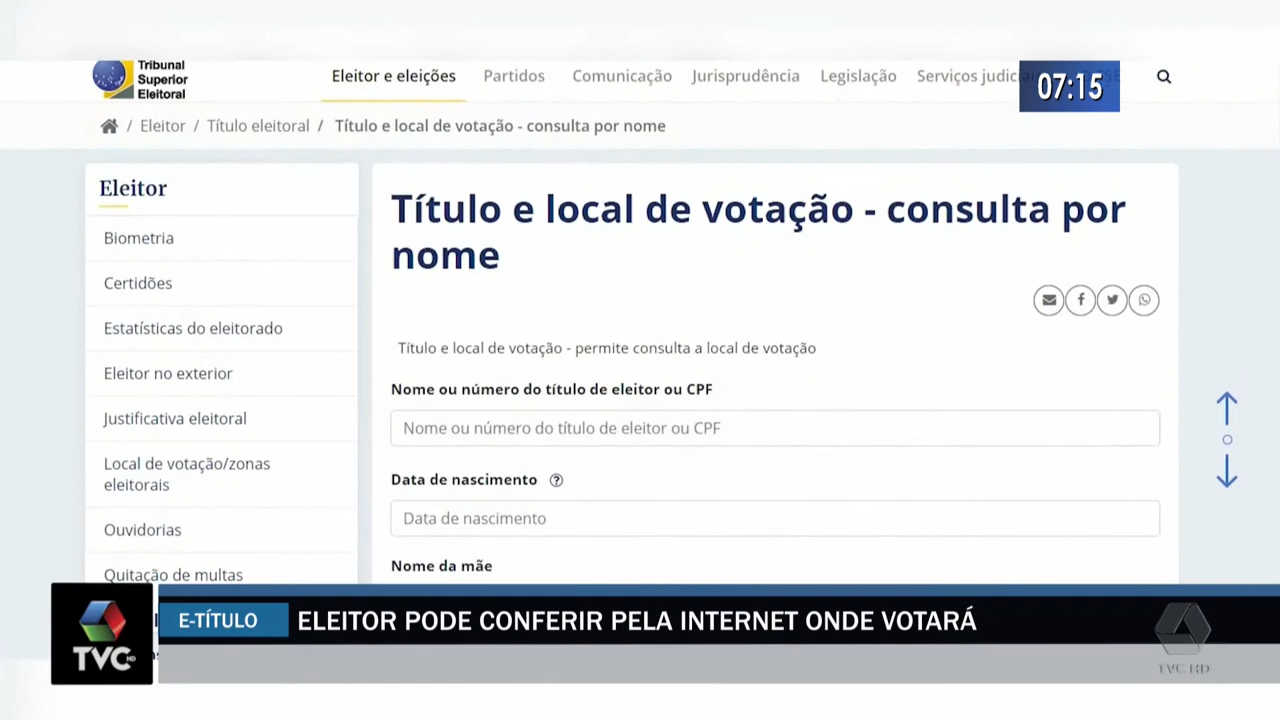 Tribunal
Superior
Eleitoral
Eleitor e eleições Partidos Comunicação Jurisprudência Legislação Serviços
07:15
/ Eleitor / Título eleitoral / Título e local de votação - consulta por nome
Eleitor
Biometria
Certidões
Estatísticas do eleitorado
Eleitor no exterior
Justificativa eleitoral
Local de votação/zonas
eleitorais
Ouvidorias
Quitação de multas
Título e local de votação - consulta por
nome
Título e local de votação - permite consulta a local de votação
Nome ou número do título de eleitor ou CPF
Nome ou número do título de eleitor ou CPF
Data de nascimento ?
Data de nascimento
Nome da mãe
E-TÍTULO ELEITOR PODE CONFERIR PELA INTERNET ONDE VOTARÁ
TVC HD
TVC HD